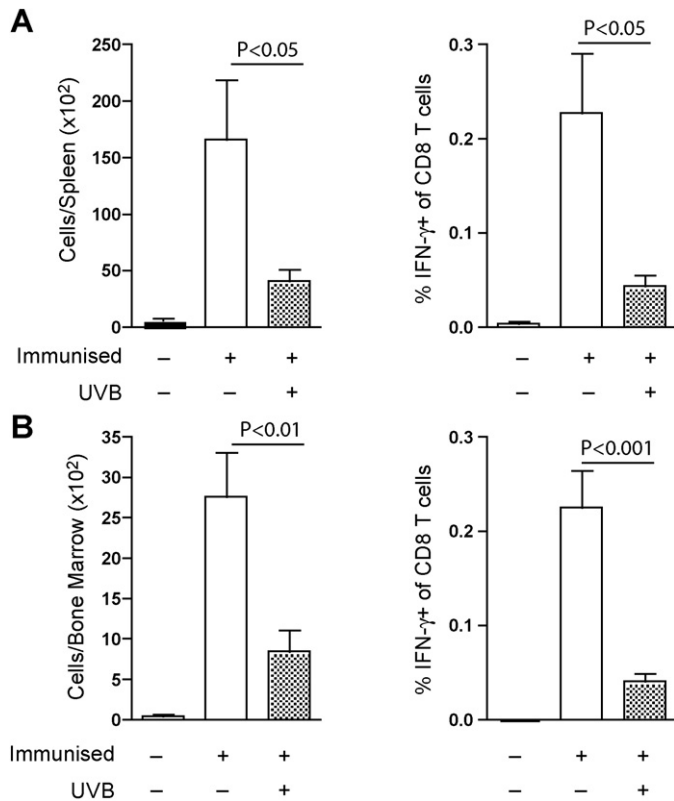 A
P<0.05
Cells/Spleen (x10²)
250
200
150
100
50
0
Immunised – + +
UVB – – +
P<0.05
% IFN-γ+ of CD8 T cells
0.3
0.2
0.1
0.0
– + +
– – +
B
P<0.01
Cells/Bone Marrow (x10²)
35
30
25
20
15
10
5
0
Immunised – + +
UVB – – +
P<0.001
% IFN-γ+ of CD8 T cells
0.3
0.2
0.1
0.0
– + +
– – +